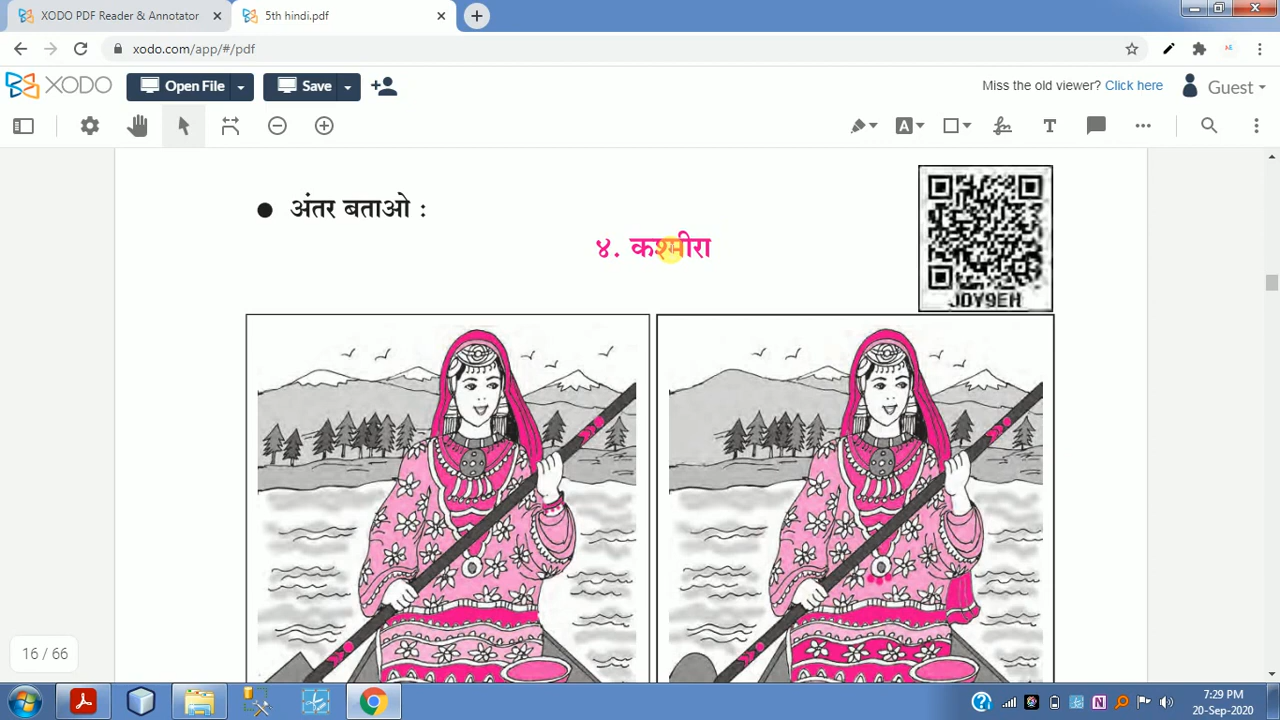 XODO PDF Reader & Annotator
5th hindi.pdf
xodo.com/app/#/pdf
XODO
Open File
Save
Miss the old viewer? Click here
Guest
● अंतर बताओ :
४. कश्मीरा
JDY9EH
16 / 66
7:29 PM
20-Sep-2020